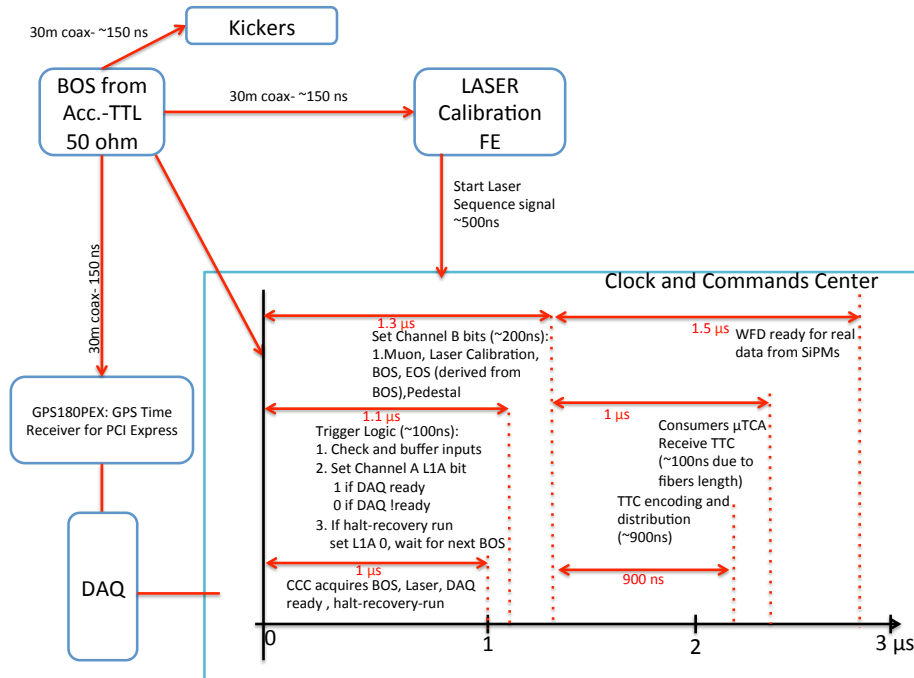 30m coax- ~150 ns
Kickers
BOS from
Acc.-TTL
50 ohm
30m coax- ~150 ns
LASER
Calibration
FE
Start Laser
Sequence signal
~500ns
30m coax- 150 ns
Clock and Commands Center
1.3 µs
Set Channel B bits (~200ns):
1.Muon, Laser Calibration,
BOS, EOS (derived from
BOS),Pedestal
1.5 µs
WFD ready for real
data from SiPMs
GPS180PEX: GPS Time
Receiver for PCI Express
1.1 µs
Trigger Logic (~100ns):
1. Check and buffer inputs
2. Set Channel A L1A bit
1 if DAQ ready
0 if DAQ !ready
3. If halt-recovery run
set L1A 0, wait for next BOS
1 µs
Consumers µTCA
Receive TTC
(~100ns due to
fibers length)
TTC encoding and
distribution
(~900ns)
900 ns
1 µs
CCC acquires BOS, Laser, DAQ
ready , halt-recovery-run
DAQ
0
1
2
3 µs